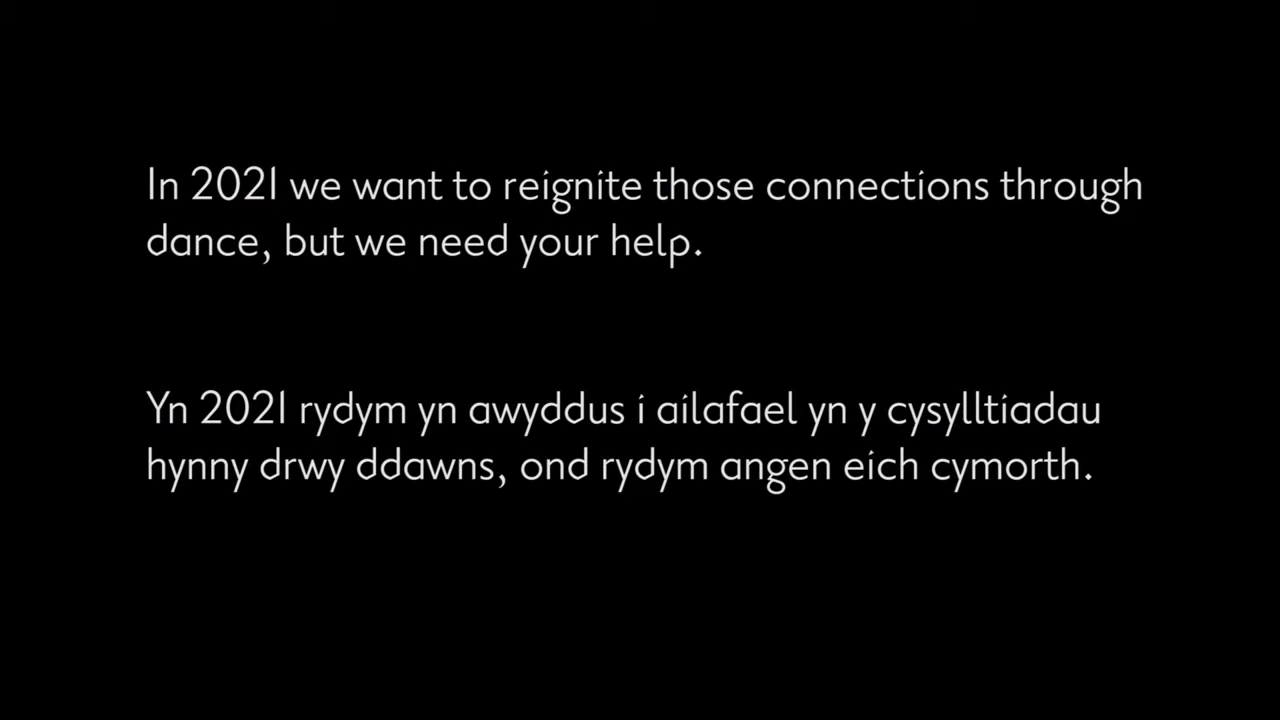 In 2021 we want to reignite those connections through
dance, but we need your help.
Yn 2021 rydym yn awyddus i ailafael yn y cysylltiadau
hynny drwy ddawns, ond rydym angen eich cymorth.